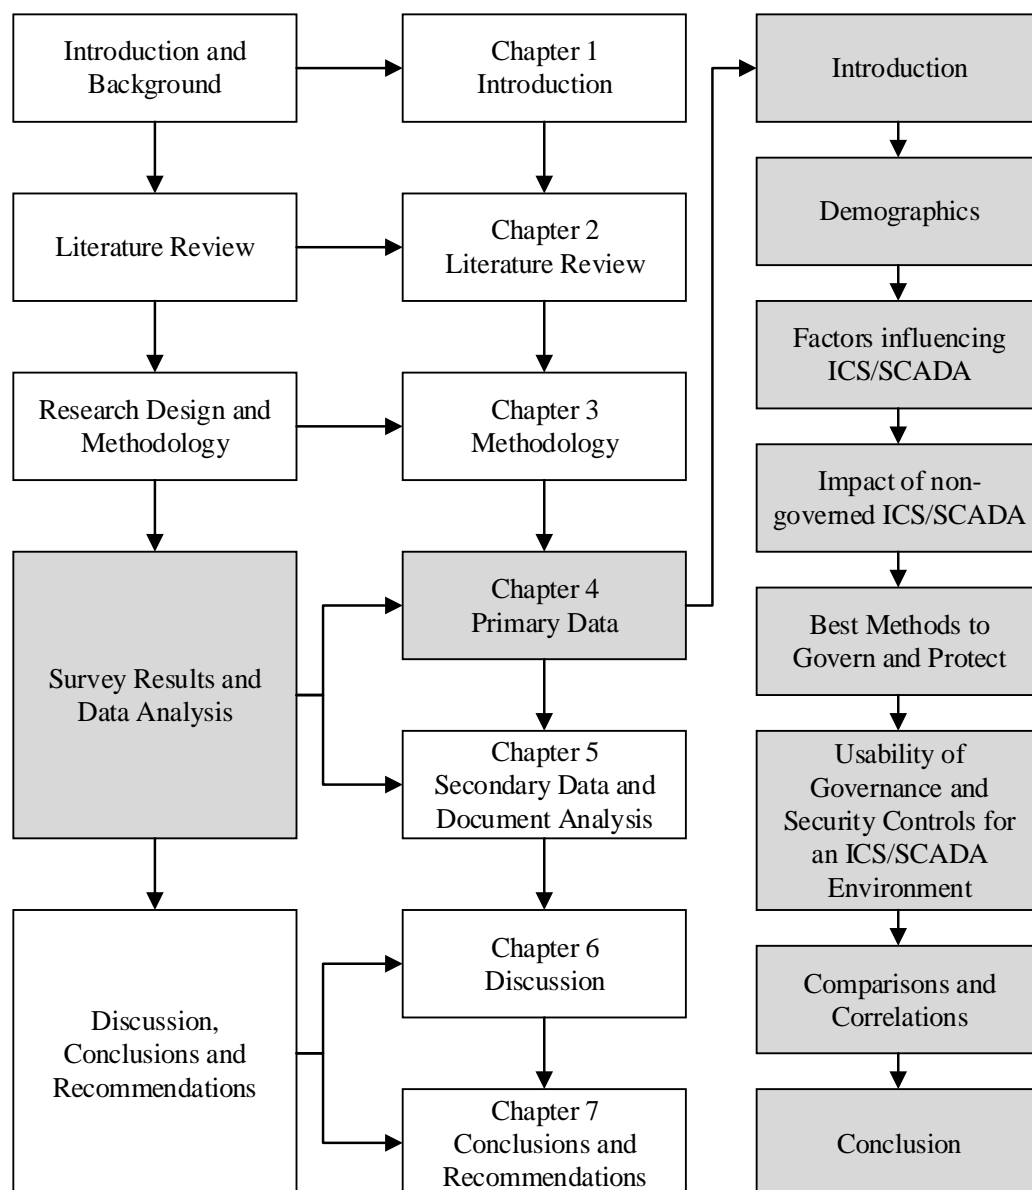 Introduction and
Background
Literature Review
Research Design and
Methodology
Survey Results and
Data Analysis
Discussion,
Conclusions and
Recommendations
Chapter 1
Introduction
Chapter 2
Literature Review
Chapter 3
Methodology
Chapter 4
Primary Data
Chapter 5
Secondary Data and
Document Analysis
Chapter 6
Discussion
Chapter 7
Conclusions and
Recommendations
Introduction
Demographics
Factors influencing
ICS/SCADA
Impact of non-
governed ICS/SCADA
Best Methods to
Govern and Protect
Usability of
Governance and
Security Controls for
an ICS/SCADA
Environment
Comparisons and
Correlations
Conclusion